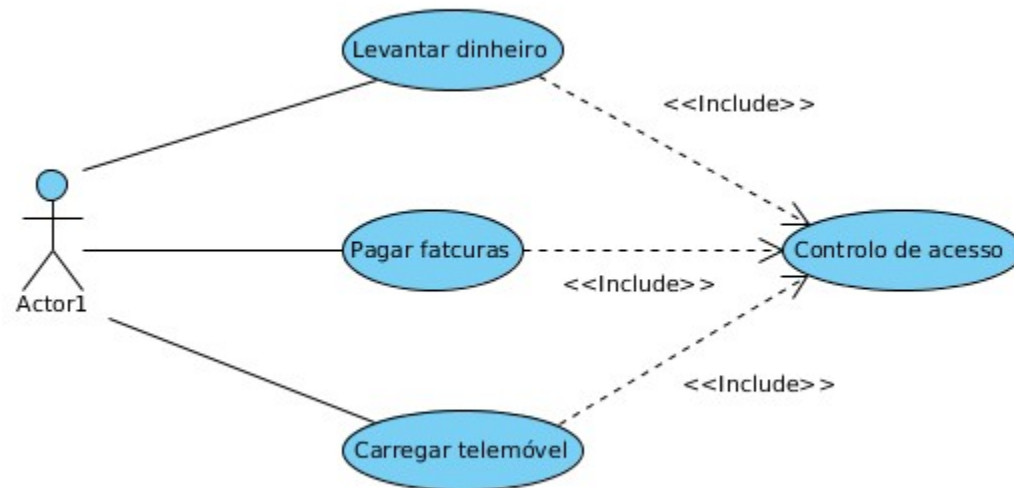 Levantar dinheiro
<<Include>>
Pagar fatcuras
Controlo de acesso
<<Include>>
Actor1
<<Include>>
Carregar telemóvel